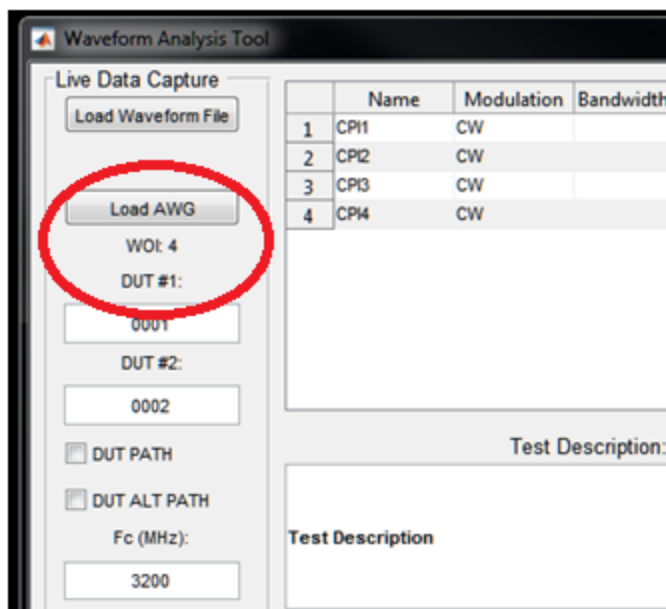 Waveform Analysis Tool
Live Data Capture
Load Waveform File
Load AWG
WOI: 4
DUT #1:
0001
DUT #2:
0002
DUT PATH
DUT ALT PATH
Fc (MHz):
3200
Name Modulation Bandwidth
1 CPI1 CW
2 CPI2 CW
3 CPI3 CW
4 CPI4 CW
Test Description:
Test Description